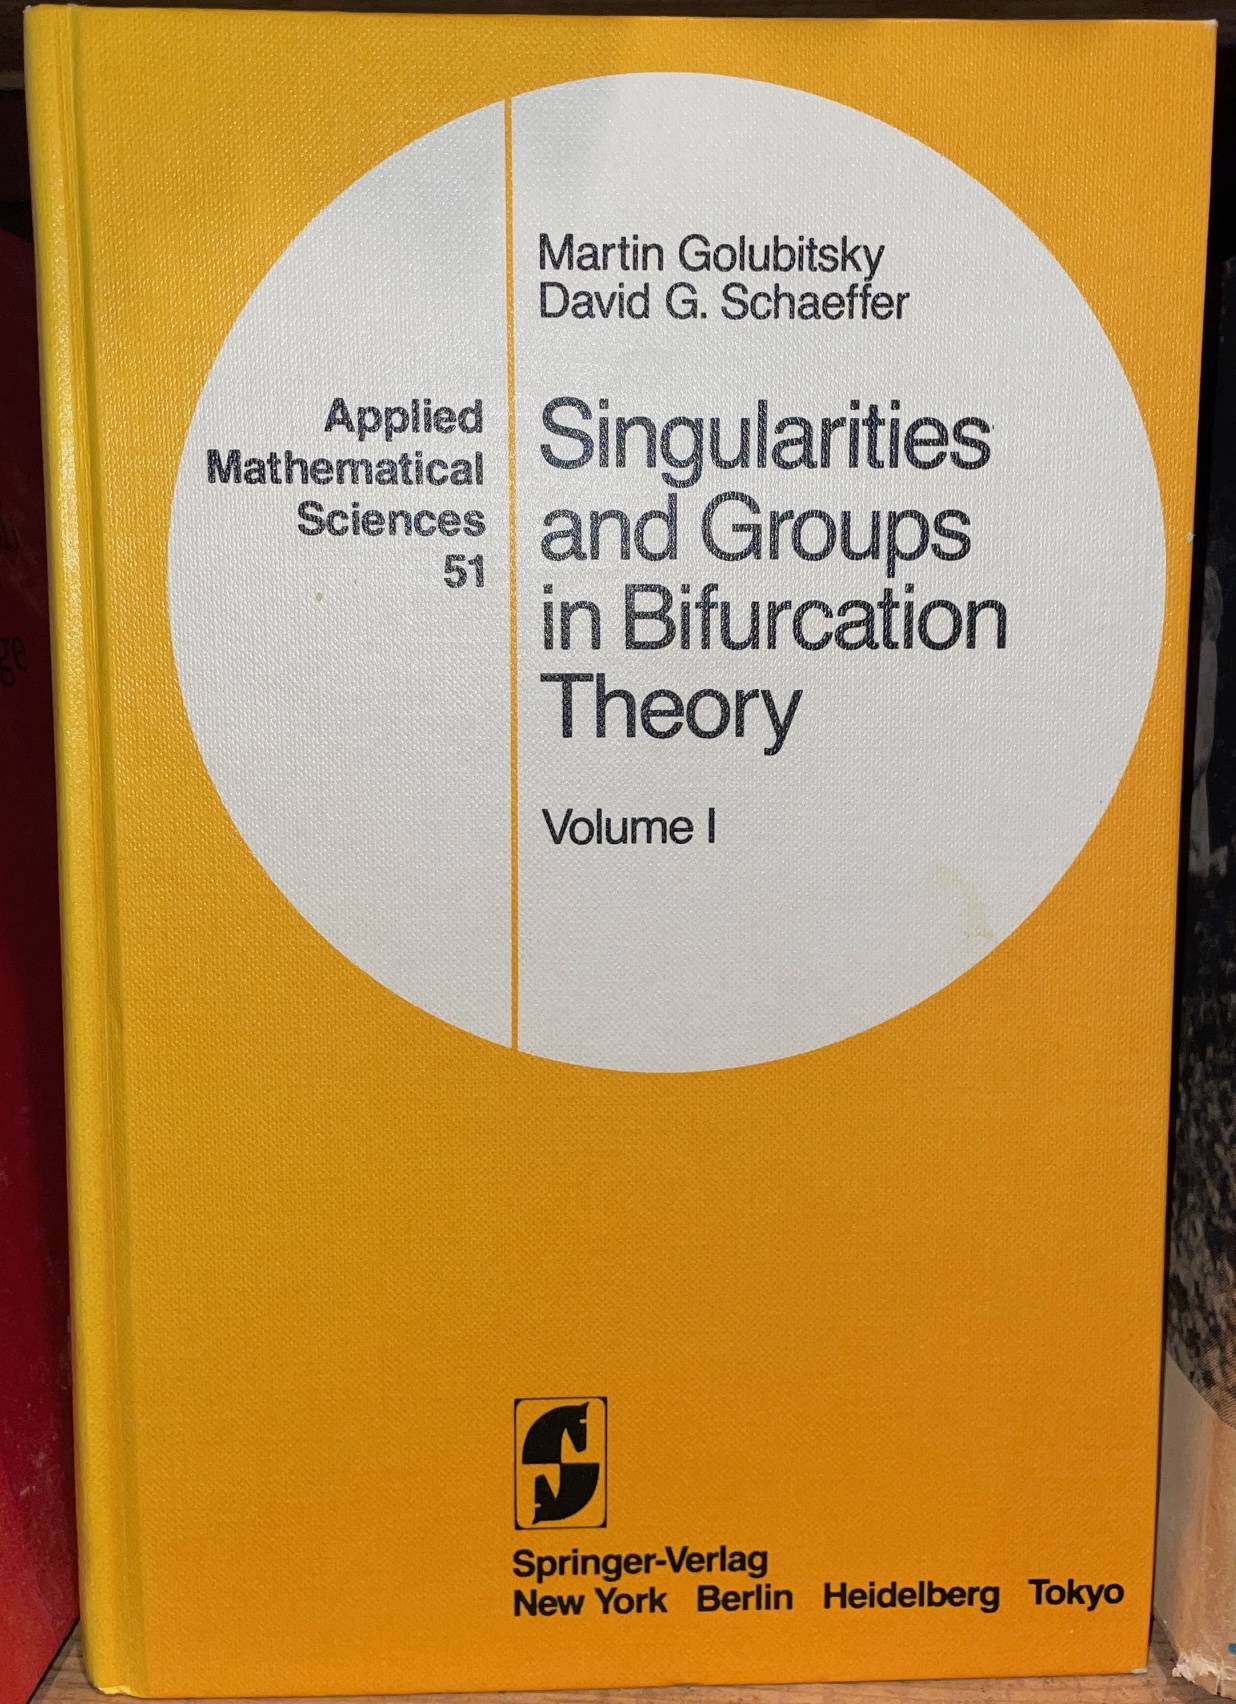 Martin Golubitsky
David G. Schaeffer
Applied
Mathematical
Sciences
51
Singularities
and Groups
in Bifurcation
Theory
Volume I
Springer-Verlag
New York Berlin Heidelberg Tokyo